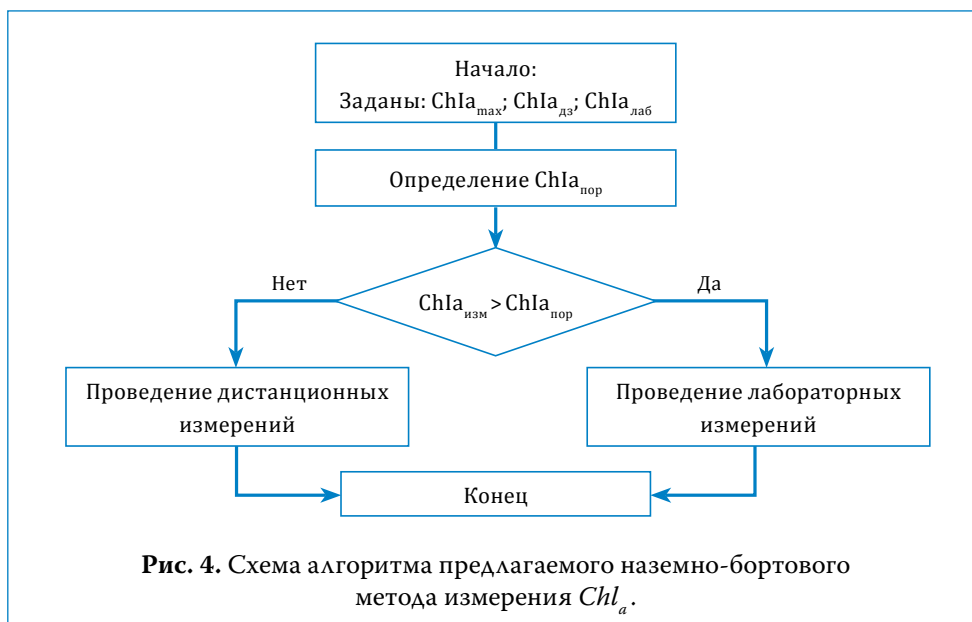 Начало:
Заданы: ChIa_max; ChIa_дз; ChIa_лаб
Определение ChIa_пор
Нет
Да
ChIa_изм > ChIa_пор
Проведение дистанционных
измерений
Проведение лабораторных
измерений
Конец
Рис. 4. Схема алгоритма предлагаемого наземно-бортового
метода измерения Chl_a.